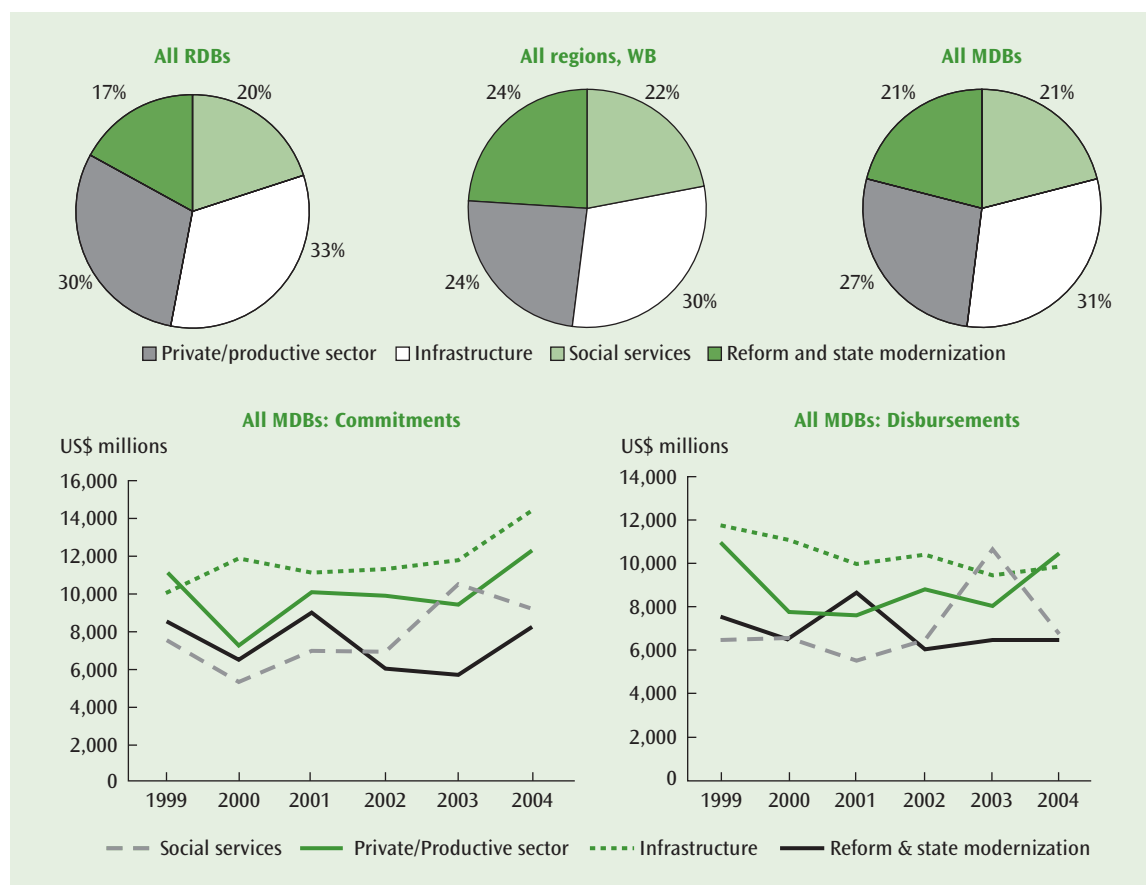 All RDBs
All regions, WB
All MDBs
17%
20%
24%
22%
21%
21%
30%
33%
24%
30%
27%
31%
Private/productive sector Infrastructure Social services Reform and state modernization
All MDBs: Commitments
US$ millions
16,000
14,000
12,000
10,000
8,000
6,000
4,000
2,000
0
1999 2000 2001 2002 2003 2004
All MDBs: Disbursements
US$ millions
14,000
12,000
10,000
8,000
6,000
4,000
2,000
0
1999 2000 2001 2002 2003 2004
Social services Private/Productive sector Infrastructure Reform & state modernization